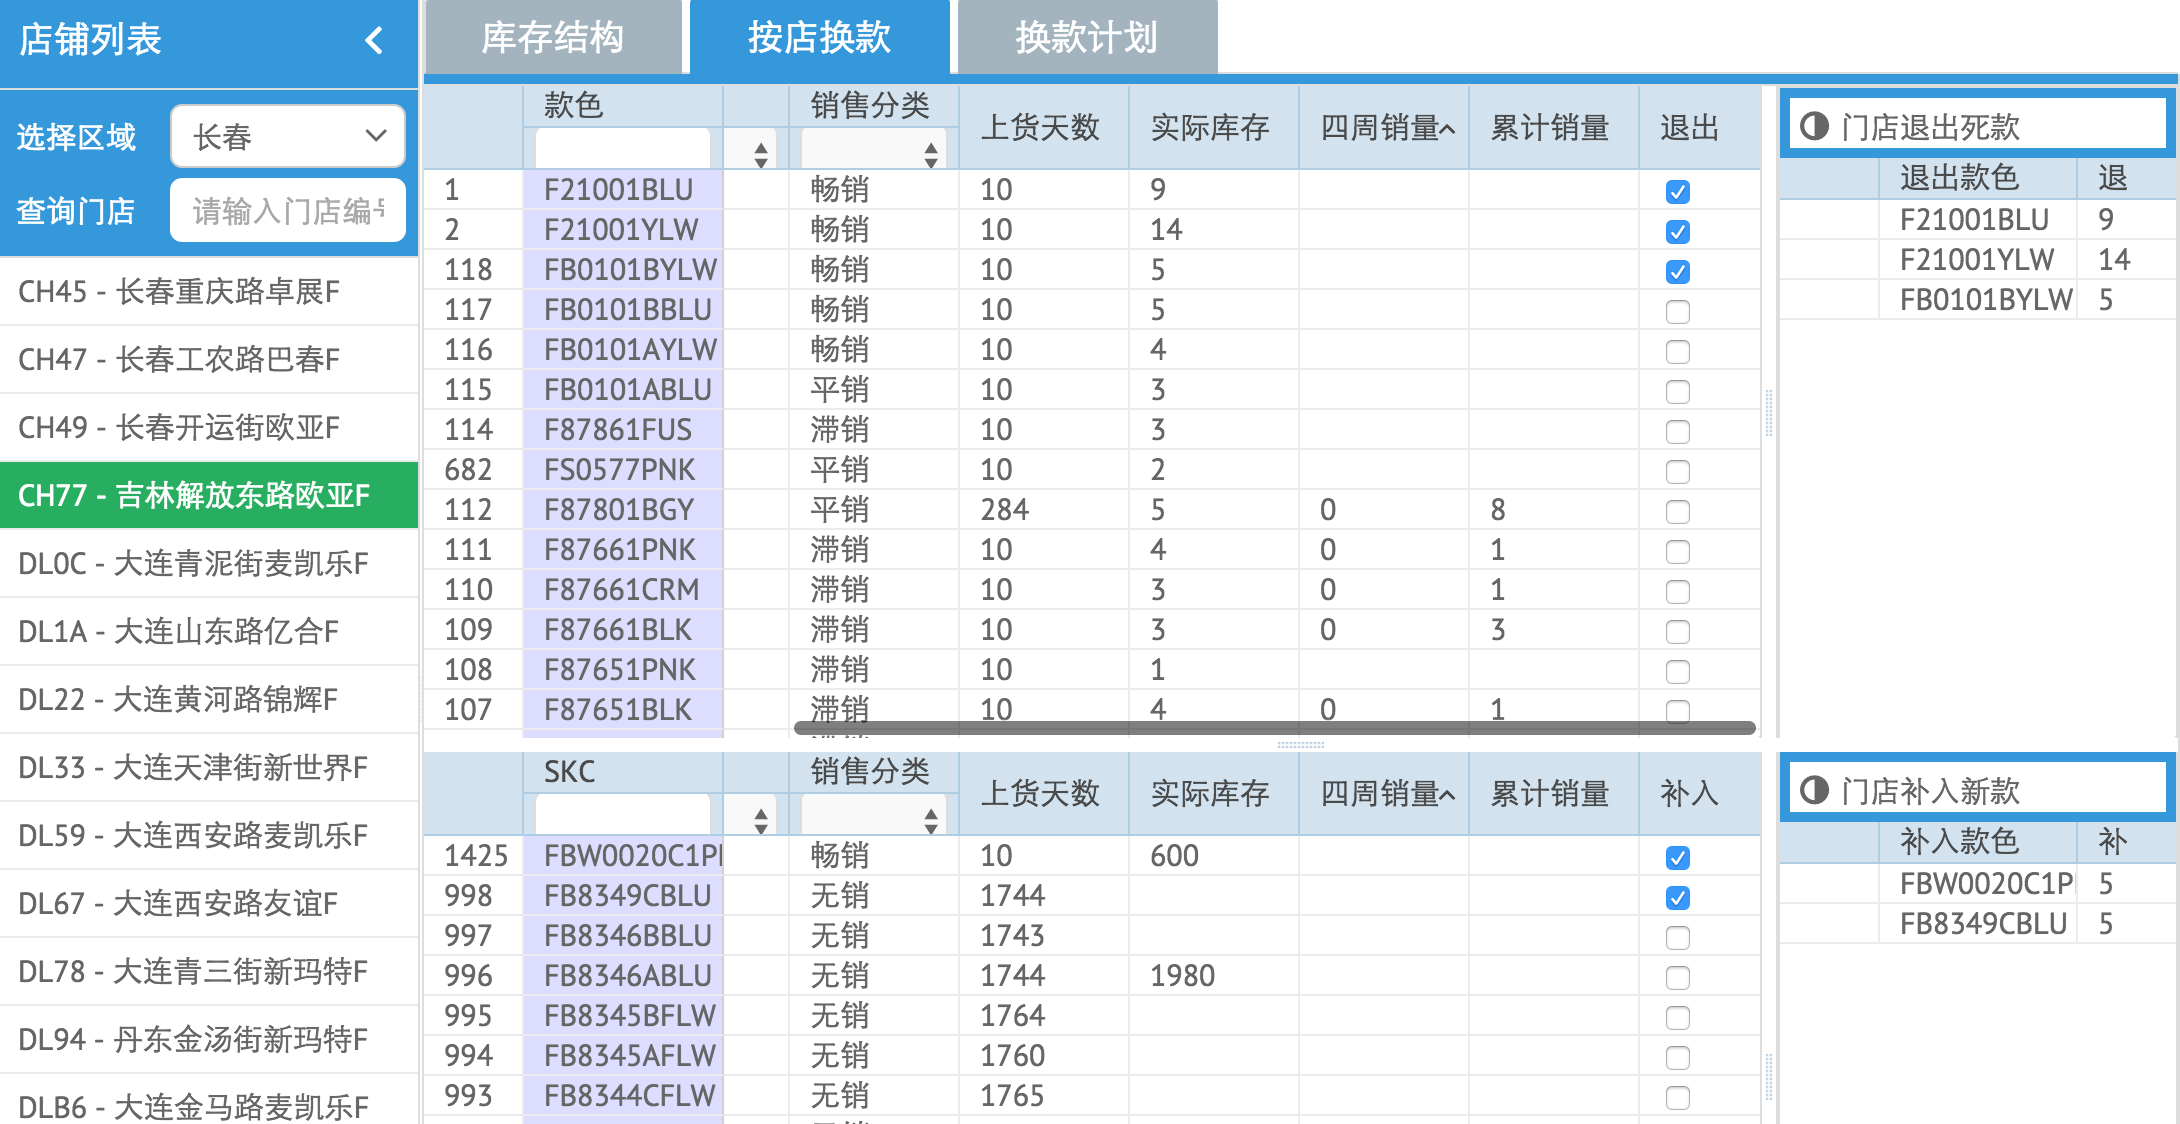 店铺列表
选择区域 长春
查询门店 请输入门店编号
CH45 - 长春重庆路卓展F
CH47 - 长春工农路巴春F
CH49 - 长春开运街欧亚F
CH77 - 吉林解放东路欧亚F
DL0C - 大连青泥街麦凯乐F
DL1A - 大连山东路亿合F
DL22 - 大连黄河路锦辉F
DL33 - 大连天津街新世界F
DL59 - 大连西安路麦凯乐F
DL67 - 大连西安路友谊F
DL78 - 大连青三街新玛特F
DL94 - 丹东金汤街新玛特F
DLB6 - 大连金马路麦凯乐F
库存结构 按店换款 换款计划
款色 销售分类 上货天数 实际库存 四周销量 累计销量 退出
1 F21001BLU 畅销 10 9
2 F21001YLW 畅销 10 14
118 FB0101BYLW 畅销 10 5
117 FB0101BBLU 畅销 10 5
116 FB0101AYLW 畅销 10 4
115 FB0101ABLU 平销 10 3
114 F87861FUS 滞销 10 3
682 FS0577PNK 平销 10 2
112 F87801BGY 平销 284 5 0 8
111 F87661PNK 滞销 10 4 0 1
110 F87661CRM 滞销 10 3 0 1
109 F87661BLK 滞销 10 3 0 3
108 F87651PNK 滞销 10 1
107 F87651BLK 滞销 10 4 0 1
门店退出死款
退出款色 退
F21001BLU 9
F21001YLW 14
FB0101BYLW 5
SKC 销售分类 上货天数 实际库存 四周销量 累计销量 补入
1425 FBW0020C1P 畅销 10 600
998 FB8349CBLU 无销 1744
997 FB8346BBLU 无销 1743
996 FB8346ABLU 无销 1744 1980
995 FB8345BFLW 无销 1764
994 FB8345AFLW 无销 1760
993 FB8344CFLW 无销 1765
门店补入新款
补入款色 补
FBW0020C1P 5
FB8349CBLU 5